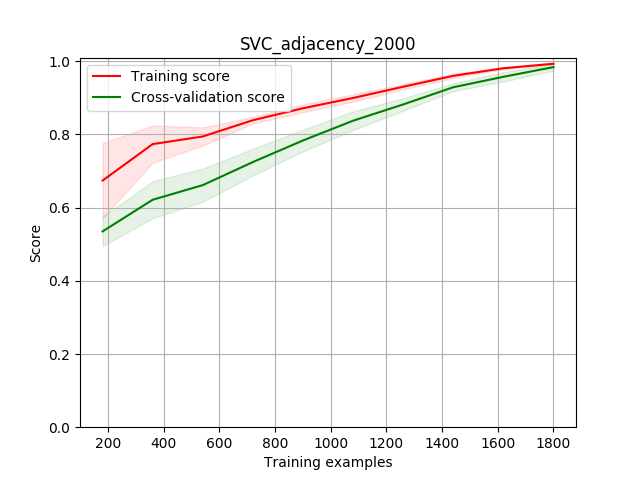 SVC_adjacency_2000
1.0
0.8
0.6
0.4
0.2
0.0
Score
Training score
Cross-validation score
200 400 600 800 1000 1200 1400 1600 1800
Training examples